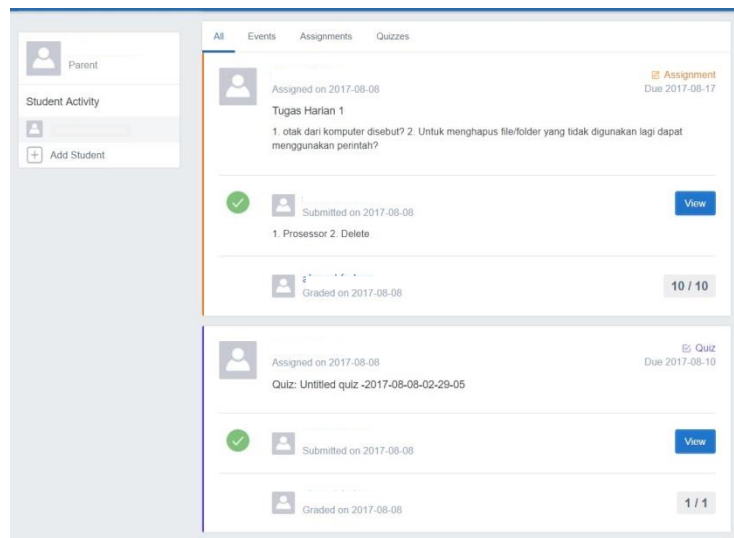 Parent
Student Activity
Add Student
All Events Assignments Quizzes
Assignment
Assigned on 2017-08-08
Due 2017-08-17
Tugas Harian 1
1. otak dari komputer disebut? 2. Untuk menghapus file/folder yang tidak digunakan lagi dapat
menggunakan perintah?
Submitted on 2017-08-08
View
1. Prosessor 2. Delete
Graded on 2017-08-08
10 / 10
Quiz
Assigned on 2017-08-08
Due 2017-08-10
Quiz: Untitled quiz -2017-08-08-02-29-05
Submitted on 2017-08-08
View
Graded on 2017-08-08
1 / 1